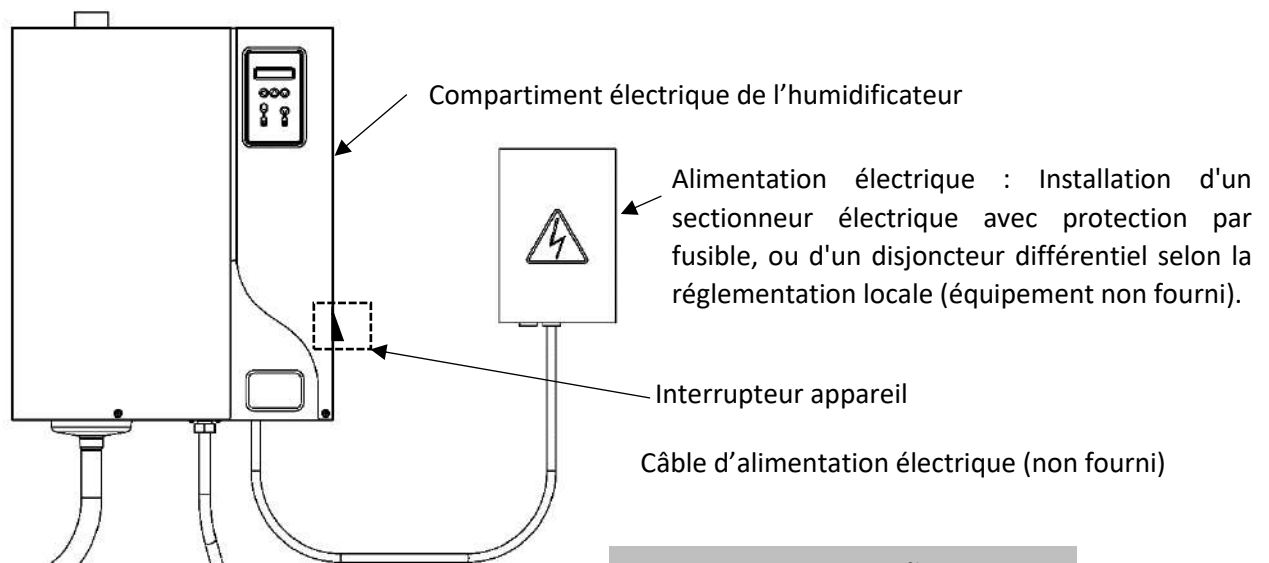 Compartiment électrique de l’humidificateur
Alimentation électrique : Installation d'un
sectionneur électrique avec protection par
fusible, ou d'un disjoncteur différentiel selon la
réglementation locale (équipement non fourni).
Interrupteur appareil
Câble d’alimentation électrique (non fourni)